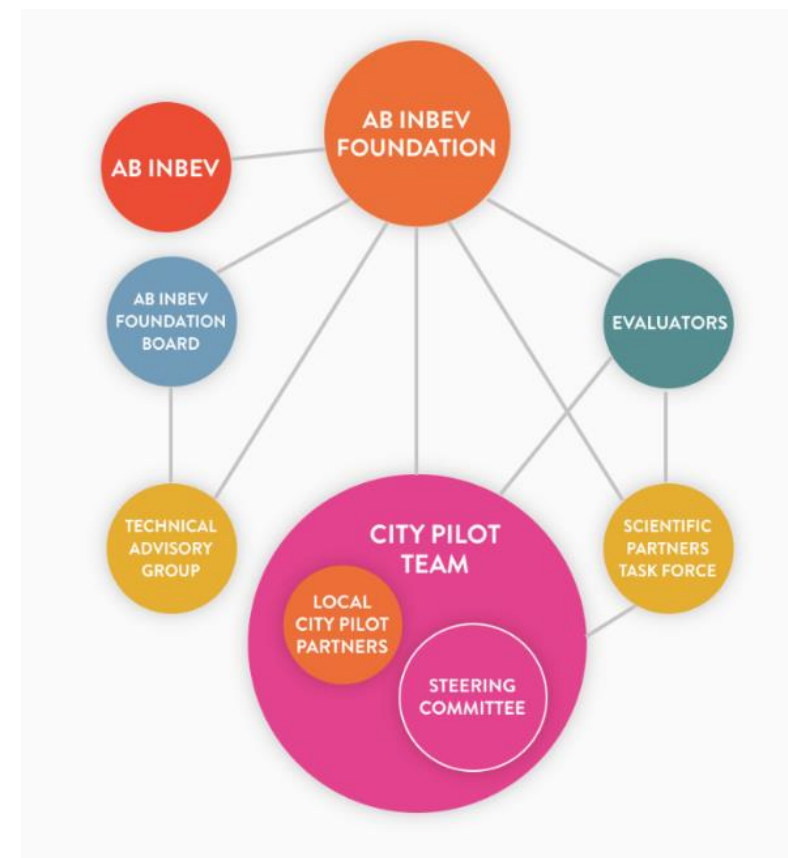 AB INBEV
FOUNDATION
AB INBEV
AB INBEV
FOUNDATION
BOARD
EVALUATORS
TECHNICAL
ADVISORY
GROUP
CITY PILOT
TEAM
SCIENTIFIC
PARTNERS
TASK FORCE
LOCAL
CITY PILOT
PARTNERS
STEERING
COMMITTEE